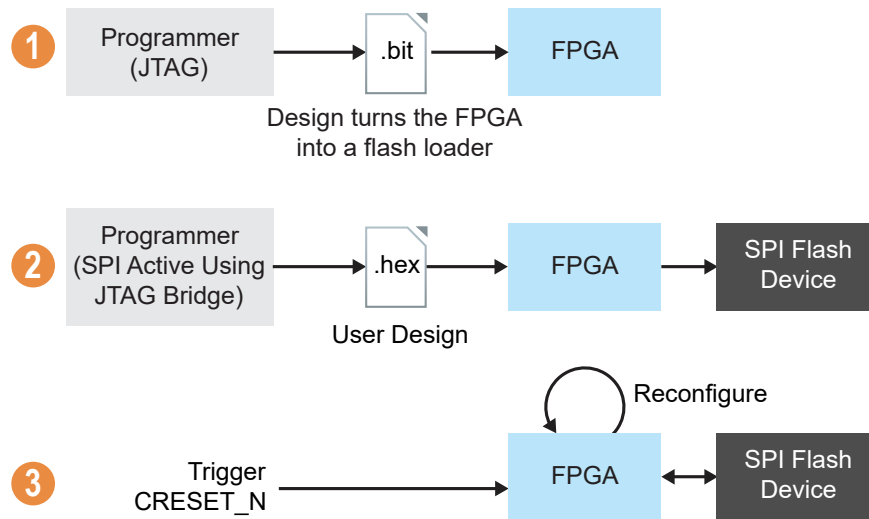 1
Programmer
(JTAG)
.bit
FPGA
Design turns the FPGA
into a flash loader
2
Programmer
(SPI Active Using
JTAG Bridge)
.hex
FPGA
SPI Flash
Device
User Design
Reconfigure
3
Trigger
CRESET_N
FPGA
SPI Flash
Device